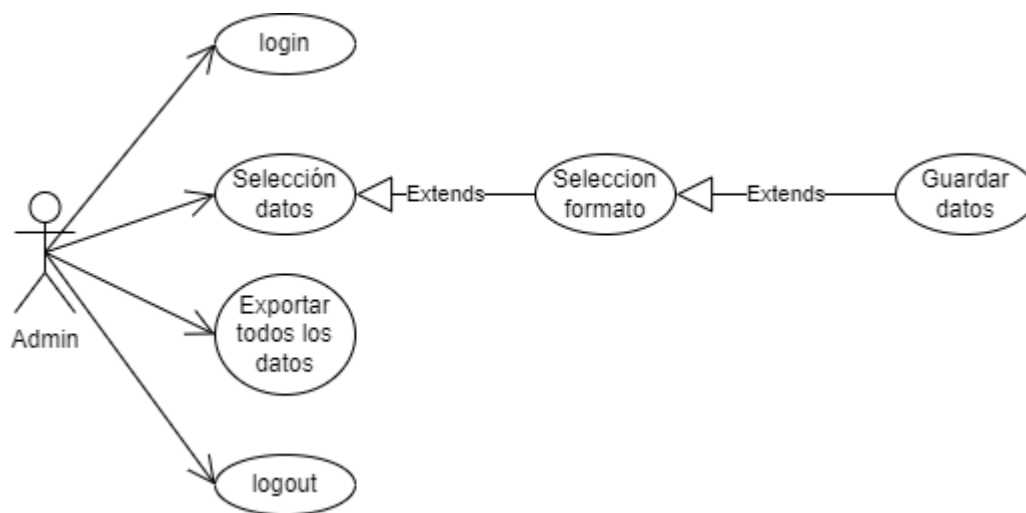 login
Selección
datos
Extends
Seleccion
formato
Extends
Guardar
datos
Admin
Exportar
todos los
datos
logout